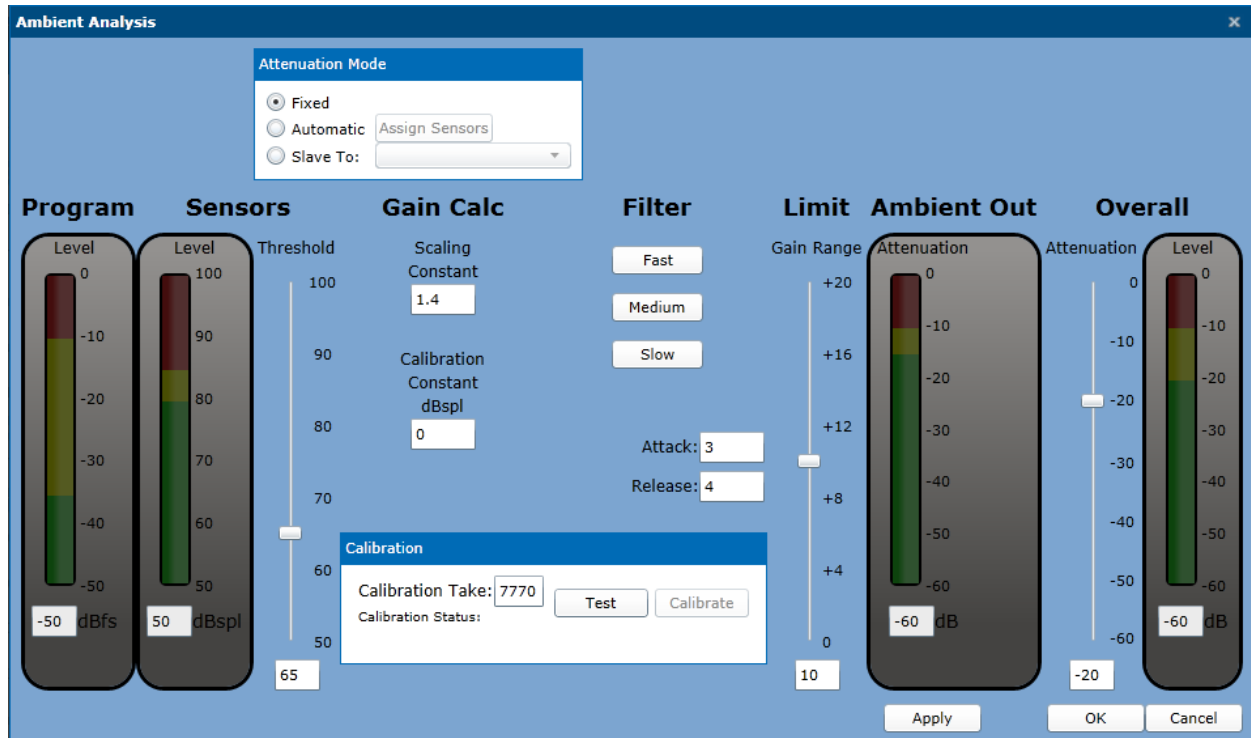 Ambient Analysis
Attenuation Mode
Fixed
Automatic Assign Sensors
Slave To:
Program Sensors Gain Calc Filter Limit Ambient Out Overall
Level
0
-10
-20
-30
-40
-50
-50 dBfs
Level
100
90
80
70
60
50
50 dBspl
Threshold
100
90
80
70
60
50
65
Scaling
Constant
1.4
Calibration
Constant
dBspl
0
Fast
Medium
Slow
Attack: 3
Release: 4
Calibration
Calibration Take: 7770 Test Calibrate
Calibration Status:
Gain Range
+20
+16
+12
+8
+4
0
10
Attenuation
0
-10
-20
-30
-40
-50
-60
-60 dB
Attenuation
0
-10
-20
-30
-40
-50
-60
-20
Level
0
-10
-20
-30
-40
-50
-60
-60 dB
Apply OK Cancel